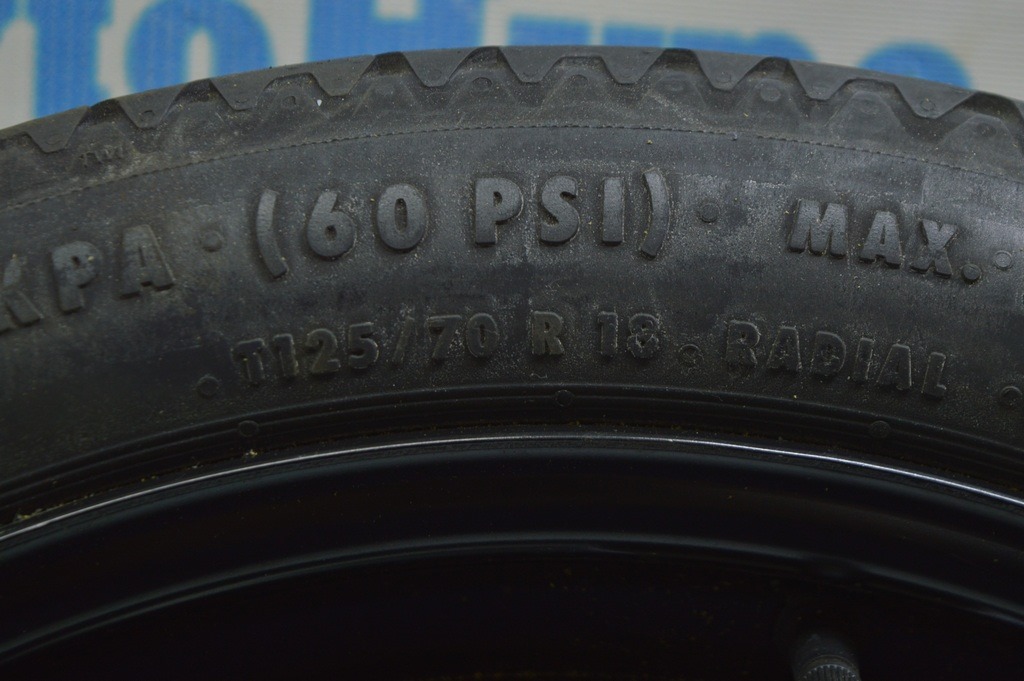 KPA · (60 PSI) · MAX.
T125/70 R 18 · RADIAL